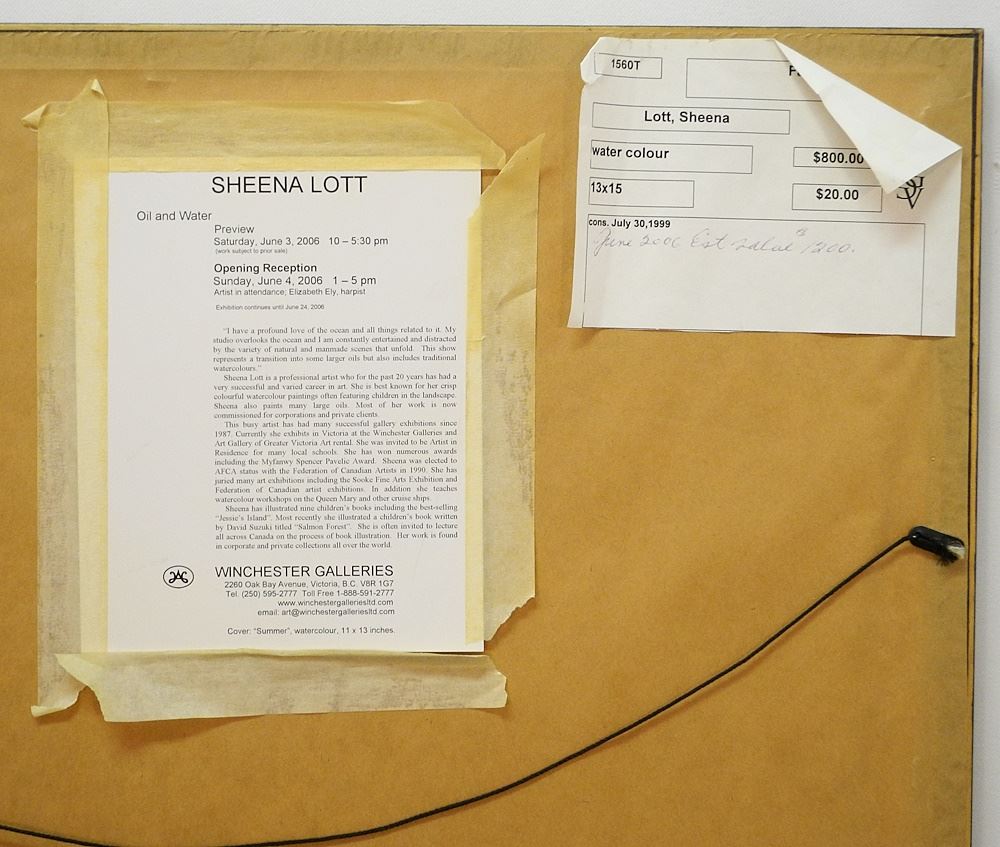 SHEENA LOTT
Oil and Water
Preview
Saturday, June 3, 2006 10 – 5:30 pm
(work subject to prior sale)
Opening Reception
Sunday, June 4, 2006 1 – 5 pm
Artist in attendance; Elizabeth Ely, harpist
Exhibition continues until June 24, 2006
"I have a profound love of the ocean and all things related to it. My
studio overlooks the ocean and I am constantly entertained and distracted
by the variety of natural and manmade scenes that unfold. This show
represents a transition into some larger oils but also includes traditional
watercolours."
Sheena Lott is a professional artist who for the past 20 years has had a
very successful and varied career in art. She is best known for her crisp
colourful watercolour paintings often featuring children in the landscape.
Sheena also paints many large oils. Most of her work is now
commissioned for corporations and private clients.
This busy artist has had many successful gallery exhibitions since
1987. Currently she exhibits in Victoria at the Winchester Galleries and
Art Gallery of Greater Victoria Art rental. She was invited to be Artist in
Residence for many local schools. She has won numerous awards
including the Myfanwy Spencer Pavelic Award. Sheena was elected to
AFCA status with the Federation of Canadian Artists in 1990. She has
juried many art exhibitions including the Sooke Fine Arts Exhibition and
Federation of Canadian artist exhibitions. In addition she teaches
watercolour workshops on the Queen Mary and other cruise ships.
Sheena has illustrated nine children's books including the best-selling
"Jessie's Island". Most recently she illustrated a children's book written
by David Suzuki titled "Salmon Forest". She is often invited to lecture
all across Canada on the process of book illustration. Her work is found
in corporate and private collections all over the world.
WINCHESTER GALLERIES
2260 Oak Bay Avenue, Victoria, B.C. V8R 1G7
Tel. (250) 595-2777 Toll Free 1-888-591-2777
www.winchestergalleriesltd.com
email: art@winchestergalleriesltd.com
Cover: "Summer", watercolour, 11 x 13 inches.
1560T
Lott, Sheena
water colour
$800.00
13x15
$20.00
cons. July 30,1999
June 2006 Est value $1200.